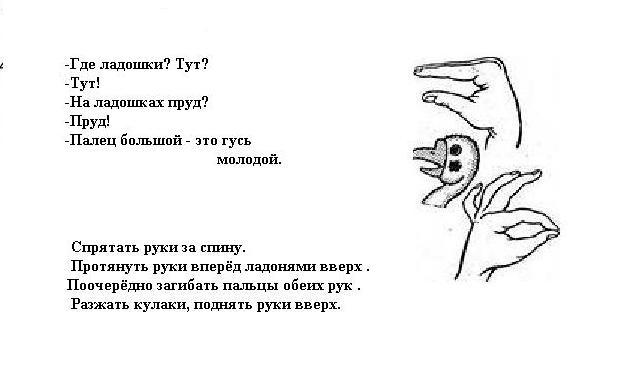 -Где ладошки? Тут?
-Тут!
-На ладошках пруд?
-Пруд!
-Палец большой - это гусь
молодой.
Спрятать руки за спину.
Протянуть руки вперёд ладонями вверх .
Поочерёдно загибать пальцы обеих рук .
Разжать кулаки, поднять руки вверх.